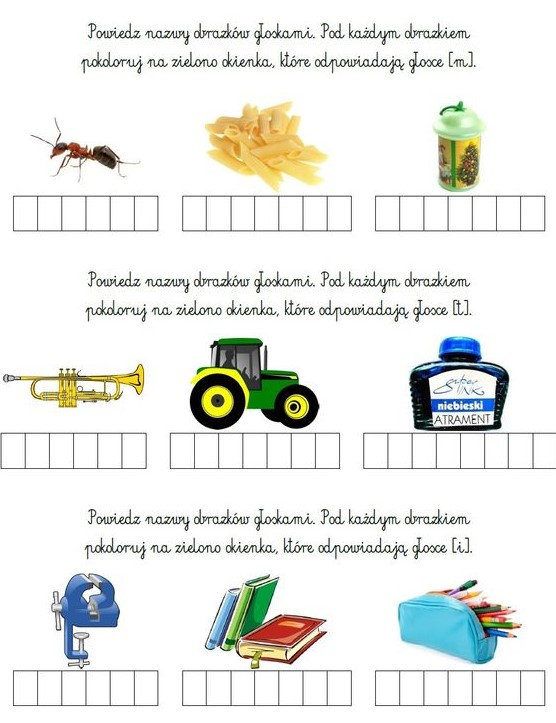 Powiedz nazwy obrazków głoskami. Pod każdym obrazkiem
pokoloruj na zielono okienka, które odpowiadają głosce [m].
Powiedz nazwy obrazków głoskami. Pod każdym obrazkiem
pokoloruj na zielono okienka, które odpowiadają głosce [t].
super
INK
niebieski
ATRAMENT
Powiedz nazwy obrazków głoskami. Pod każdym obrazkiem
pokoloruj na zielono okienka, które odpowiadają głosce [i].